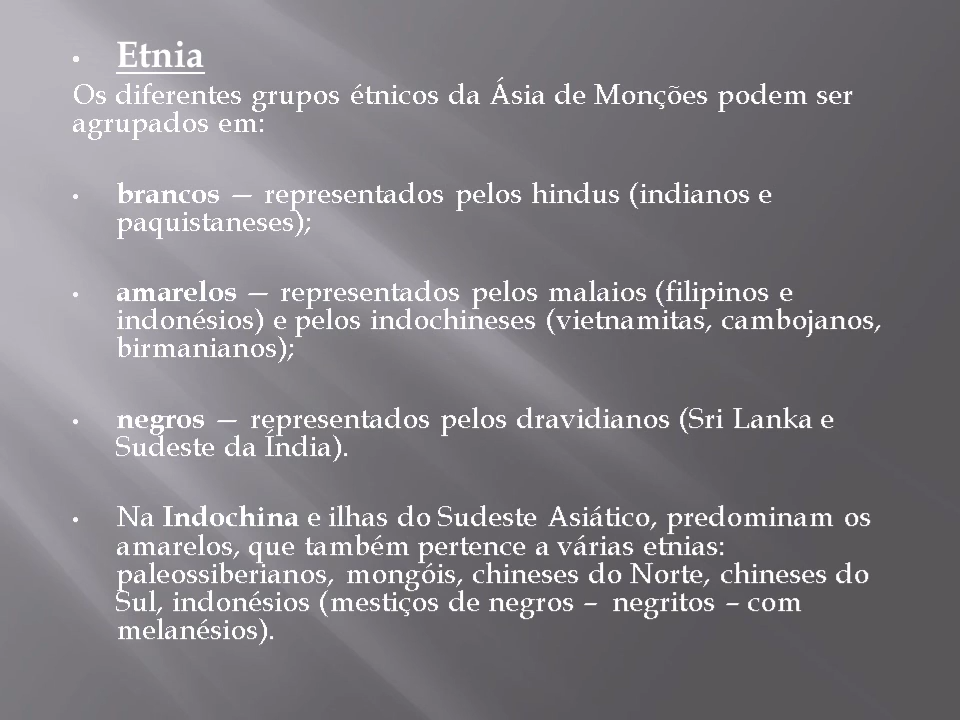 • Etnia
Os diferentes grupos étnicos da Ásia de Monções podem ser
agrupados em:
• brancos — representados pelos hindus (indianos e
paquistaneses);
• amarelos — representados pelos malaios (filipinos e
indonésios) e pelos indochineses (vietnamitas, cambojanos,
birmanianos);
• negros — representados pelos dravidianos (Sri Lanka e
Sudeste da Índia).
• Na Indochina e ilhas do Sudeste Asiático, predominam os
amarelos, que também pertence a várias etnias:
paleossiberianos, mongóis, chineses do Norte, chineses do
Sul, indonésios (mestiços de negros – negritos – com
melanésios).